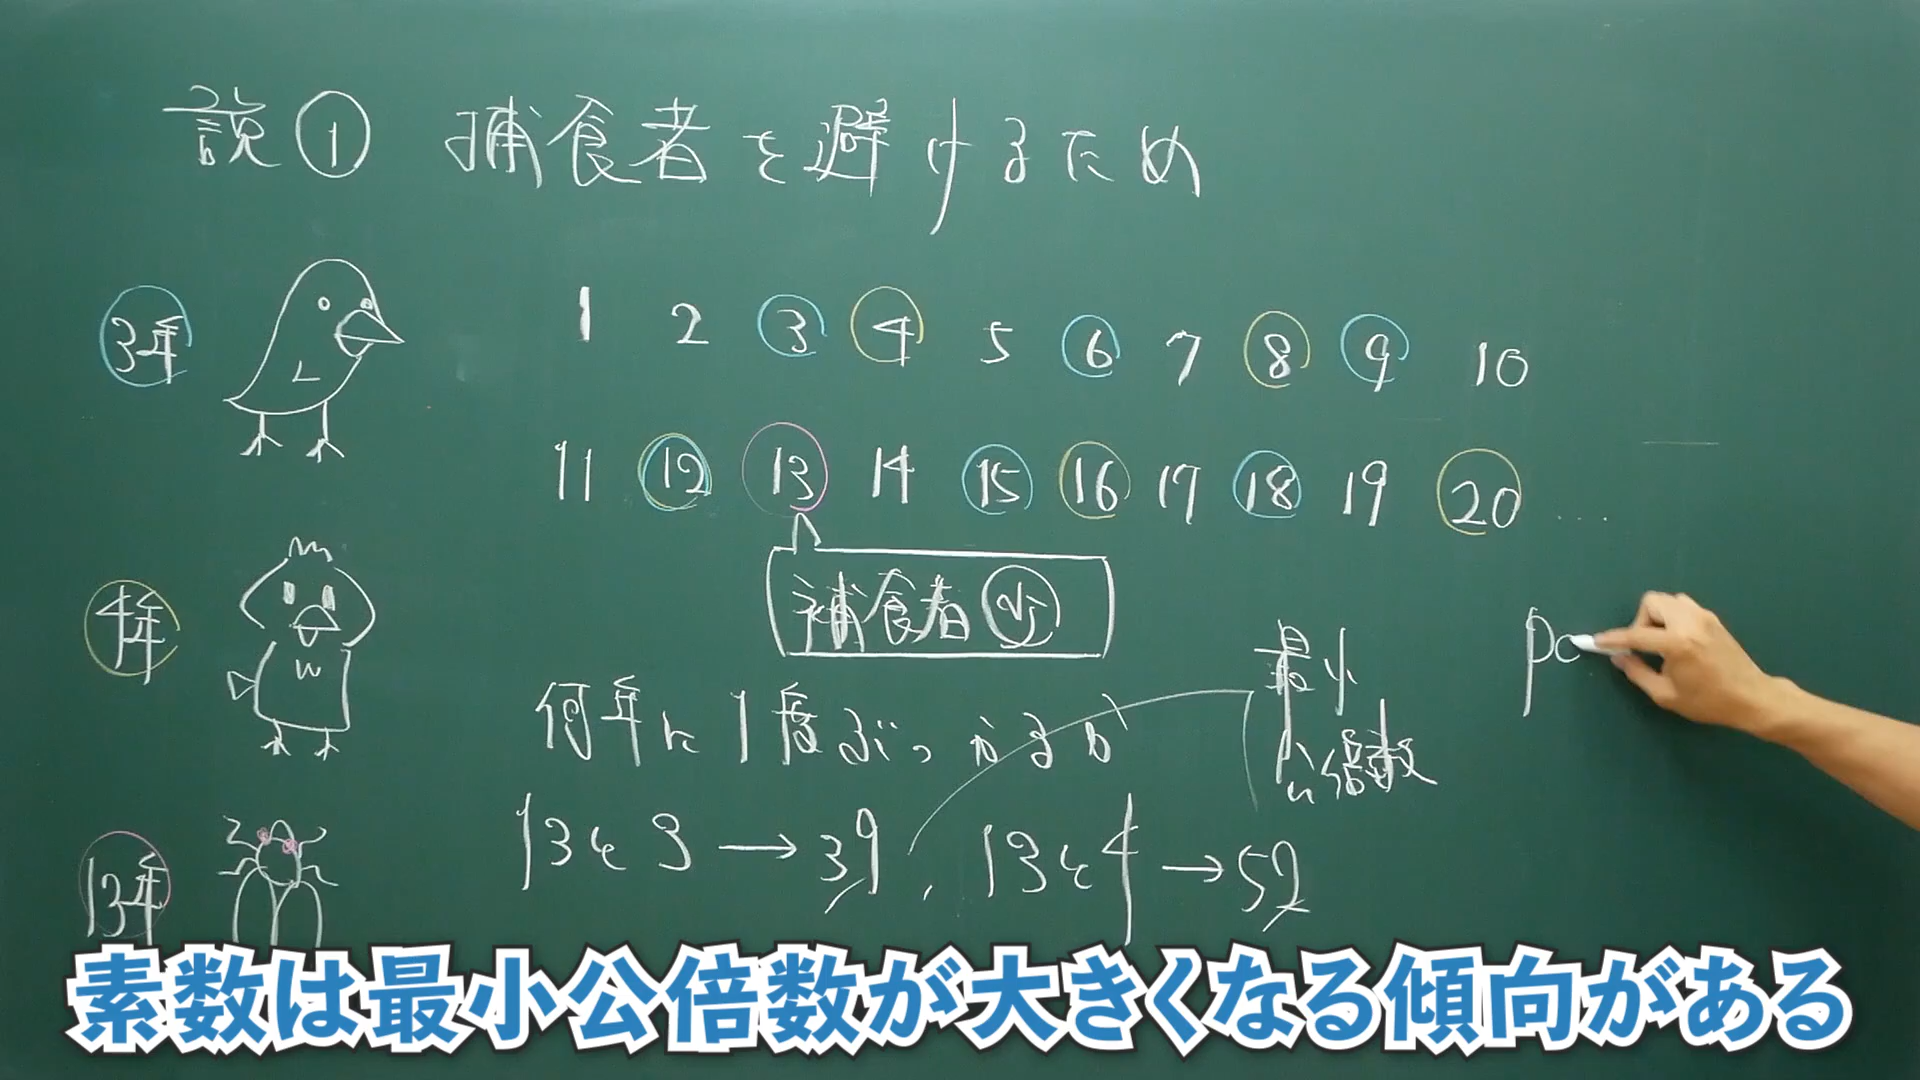 説① 捕食者を避けるため
3年
1 2 3 4 5 6 7 8 9 10
11 12 13 14 15 16 17 18 19 20 ....
捕食者 少
4年
何年に1度ぶつかるか
最小
公倍数
po
13年
13と3→39, 13と4→52
素数は最小公倍数が大きくなる傾向がある